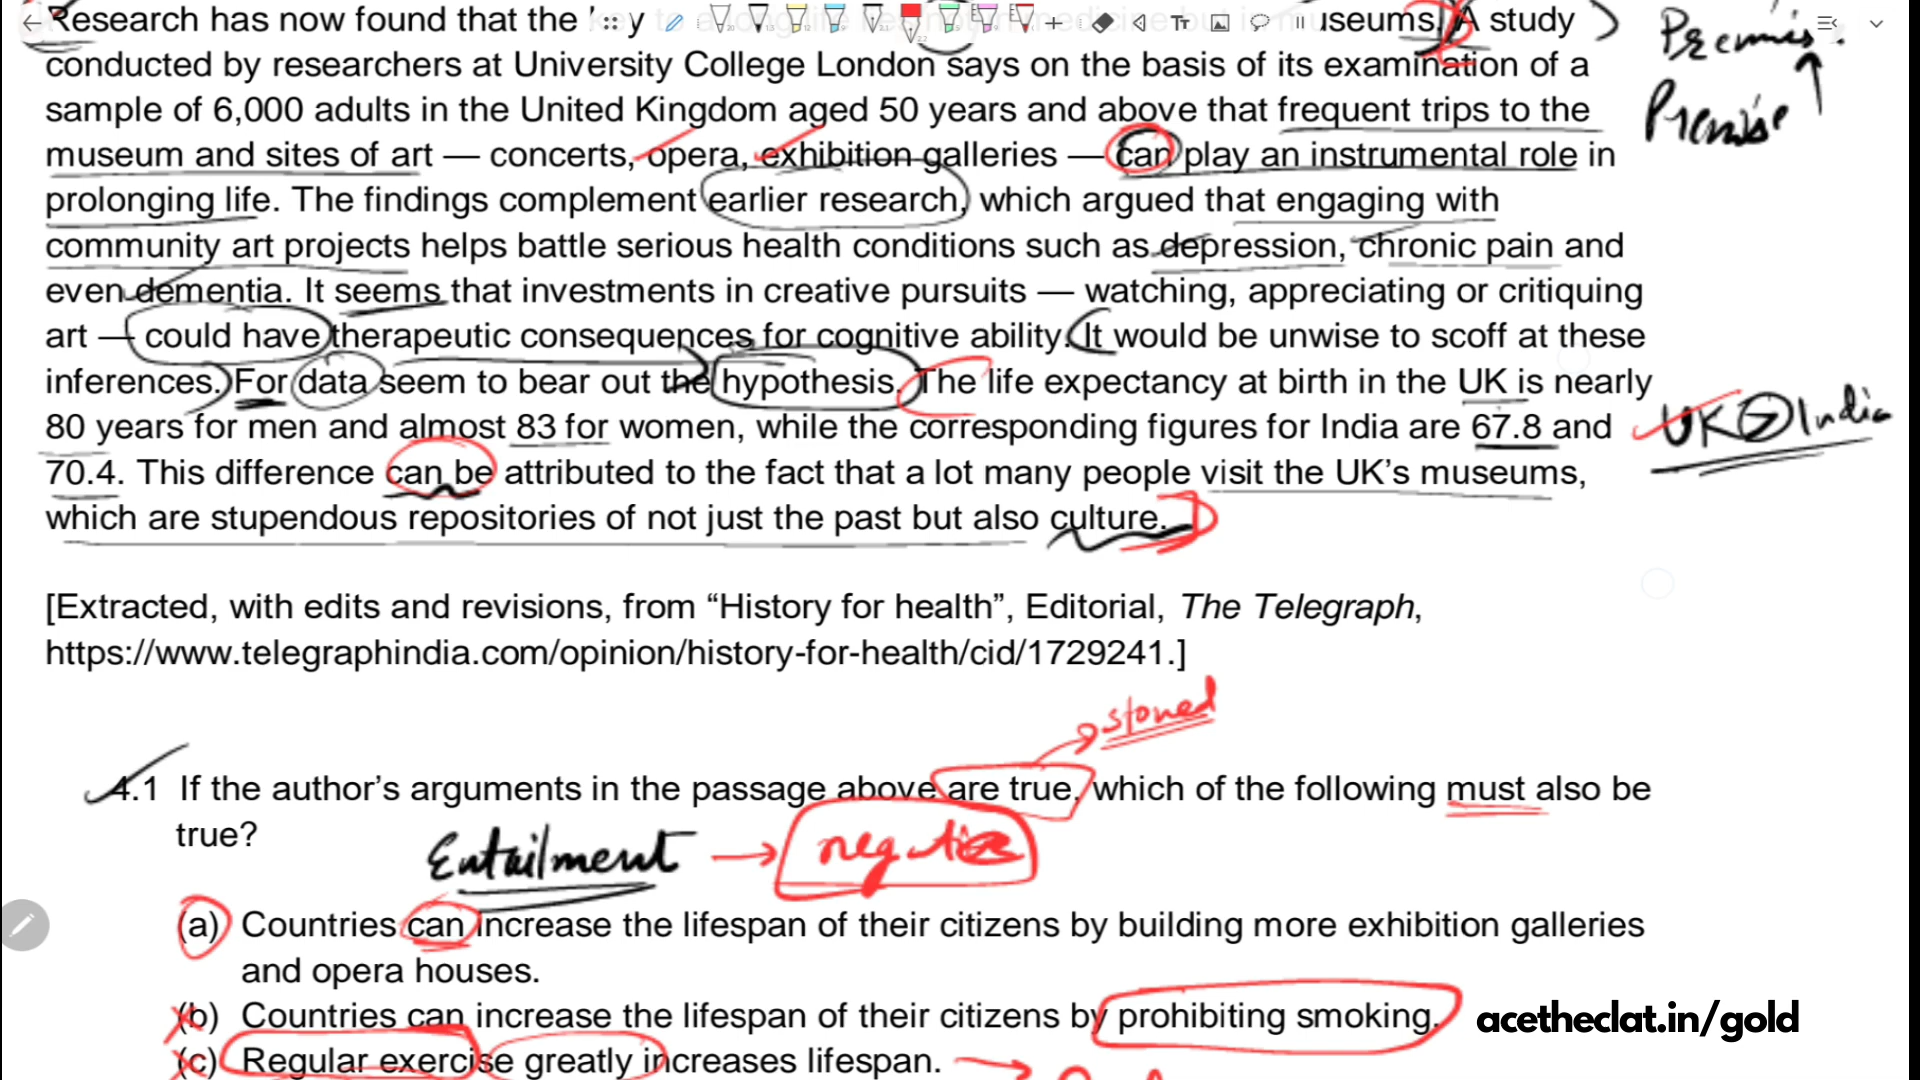 Research has now found that the key to a long life lies not in medicine but in museums. A study
Premis
conducted by researchers at University College London says on the basis of its examination of a
sample of 6,000 adults in the United Kingdom aged 50 years and above that frequent trips to the
Premise
museum and sites of art — concerts, opera, exhibition galleries — can play an instrumental role in
prolonging life. The findings complement earlier research, which argued that engaging with
community art projects helps battle serious health conditions such as depression, chronic pain and
even dementia. It seems that investments in creative pursuits — watching, appreciating or critiquing
art — could have therapeutic consequences for cognitive ability. It would be unwise to scoff at these
inferences. For data seem to bear out the hypothesis. The life expectancy at birth in the UK is nearly
80 years for men and almost 83 for women, while the corresponding figures for India are 67.8 and
UK > India
70.4. This difference can be attributed to the fact that a lot many people visit the UK’s museums,
which are stupendous repositories of not just the past but also culture.
[Extracted, with edits and revisions, from “History for health”, Editorial, The Telegraph,
https://www.telegraphindia.com/opinion/history-for-health/cid/1729241.]
stoned
4.1 If the author’s arguments in the passage above are true, which of the following must also be
true?
Entailment → negative
(a) Countries can increase the lifespan of their citizens by building more exhibition galleries
and opera houses.
(b) Countries can increase the lifespan of their citizens by prohibiting smoking.
acetheclat.in/gold
(c) Regular exercise greatly increases lifespan.